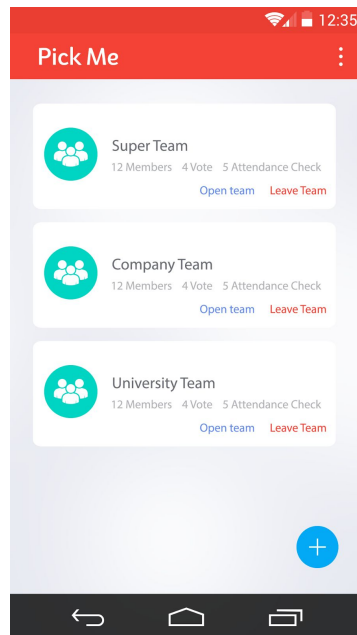 12:35
Pick Me
Super Team
12 Members 4 Vote 5 Attendance Check
Open team Leave Team
Company Team
12 Members 4 Vote 5 Attendance Check
Open team Leave Team
University Team
12 Members 4 Vote 5 Attendance Check
Open team Leave Team